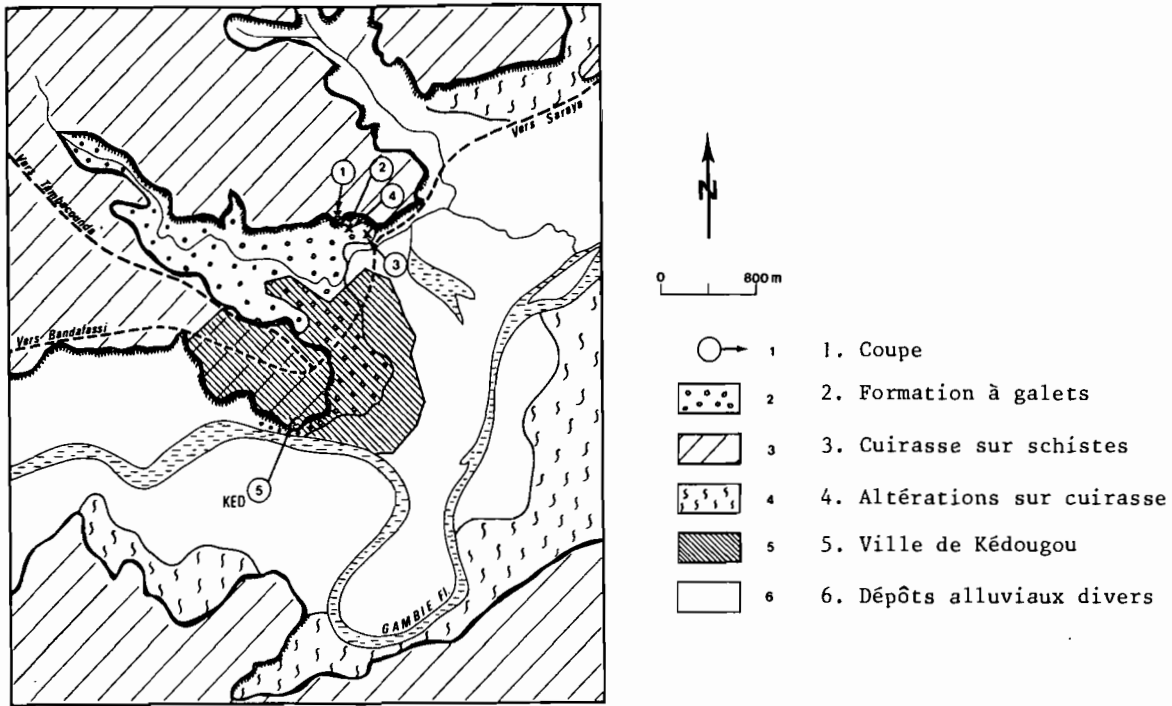 Vers Saraya
Vers Tambacounda
1
2
4
3
Vers Bandafassi
5
KED
GAMBIE Fl.
N
0 800 m
1 1. Coupe
2 2. Formation à galets
3 3. Cuirasse sur schistes
4 4. Altérations sur cuirasse
5 5. Ville de Kédougou
6 6. Dépôts alluviaux divers